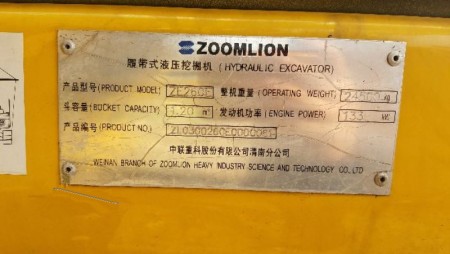 ZOOMLION
履带式液压挖掘机 (HYDRAULIC EXCAVATOR)
产品型号(PRODUCT MODEL) ZE260E 整机重量 (OPERATING WEIGHT) kg
斗容量(BUCKET CAPACITY) 1.20 m³ 发动机功率 (ENGINE POWER) 133 kW
产品编号(PRODUCT NO.)
中联重科股份有限公司渭南分公司
WEINAN BRANCH OF ZOOMLION HEAVY INDUSTRY SCIENCE AND TECHNOLOGY CO., LTD